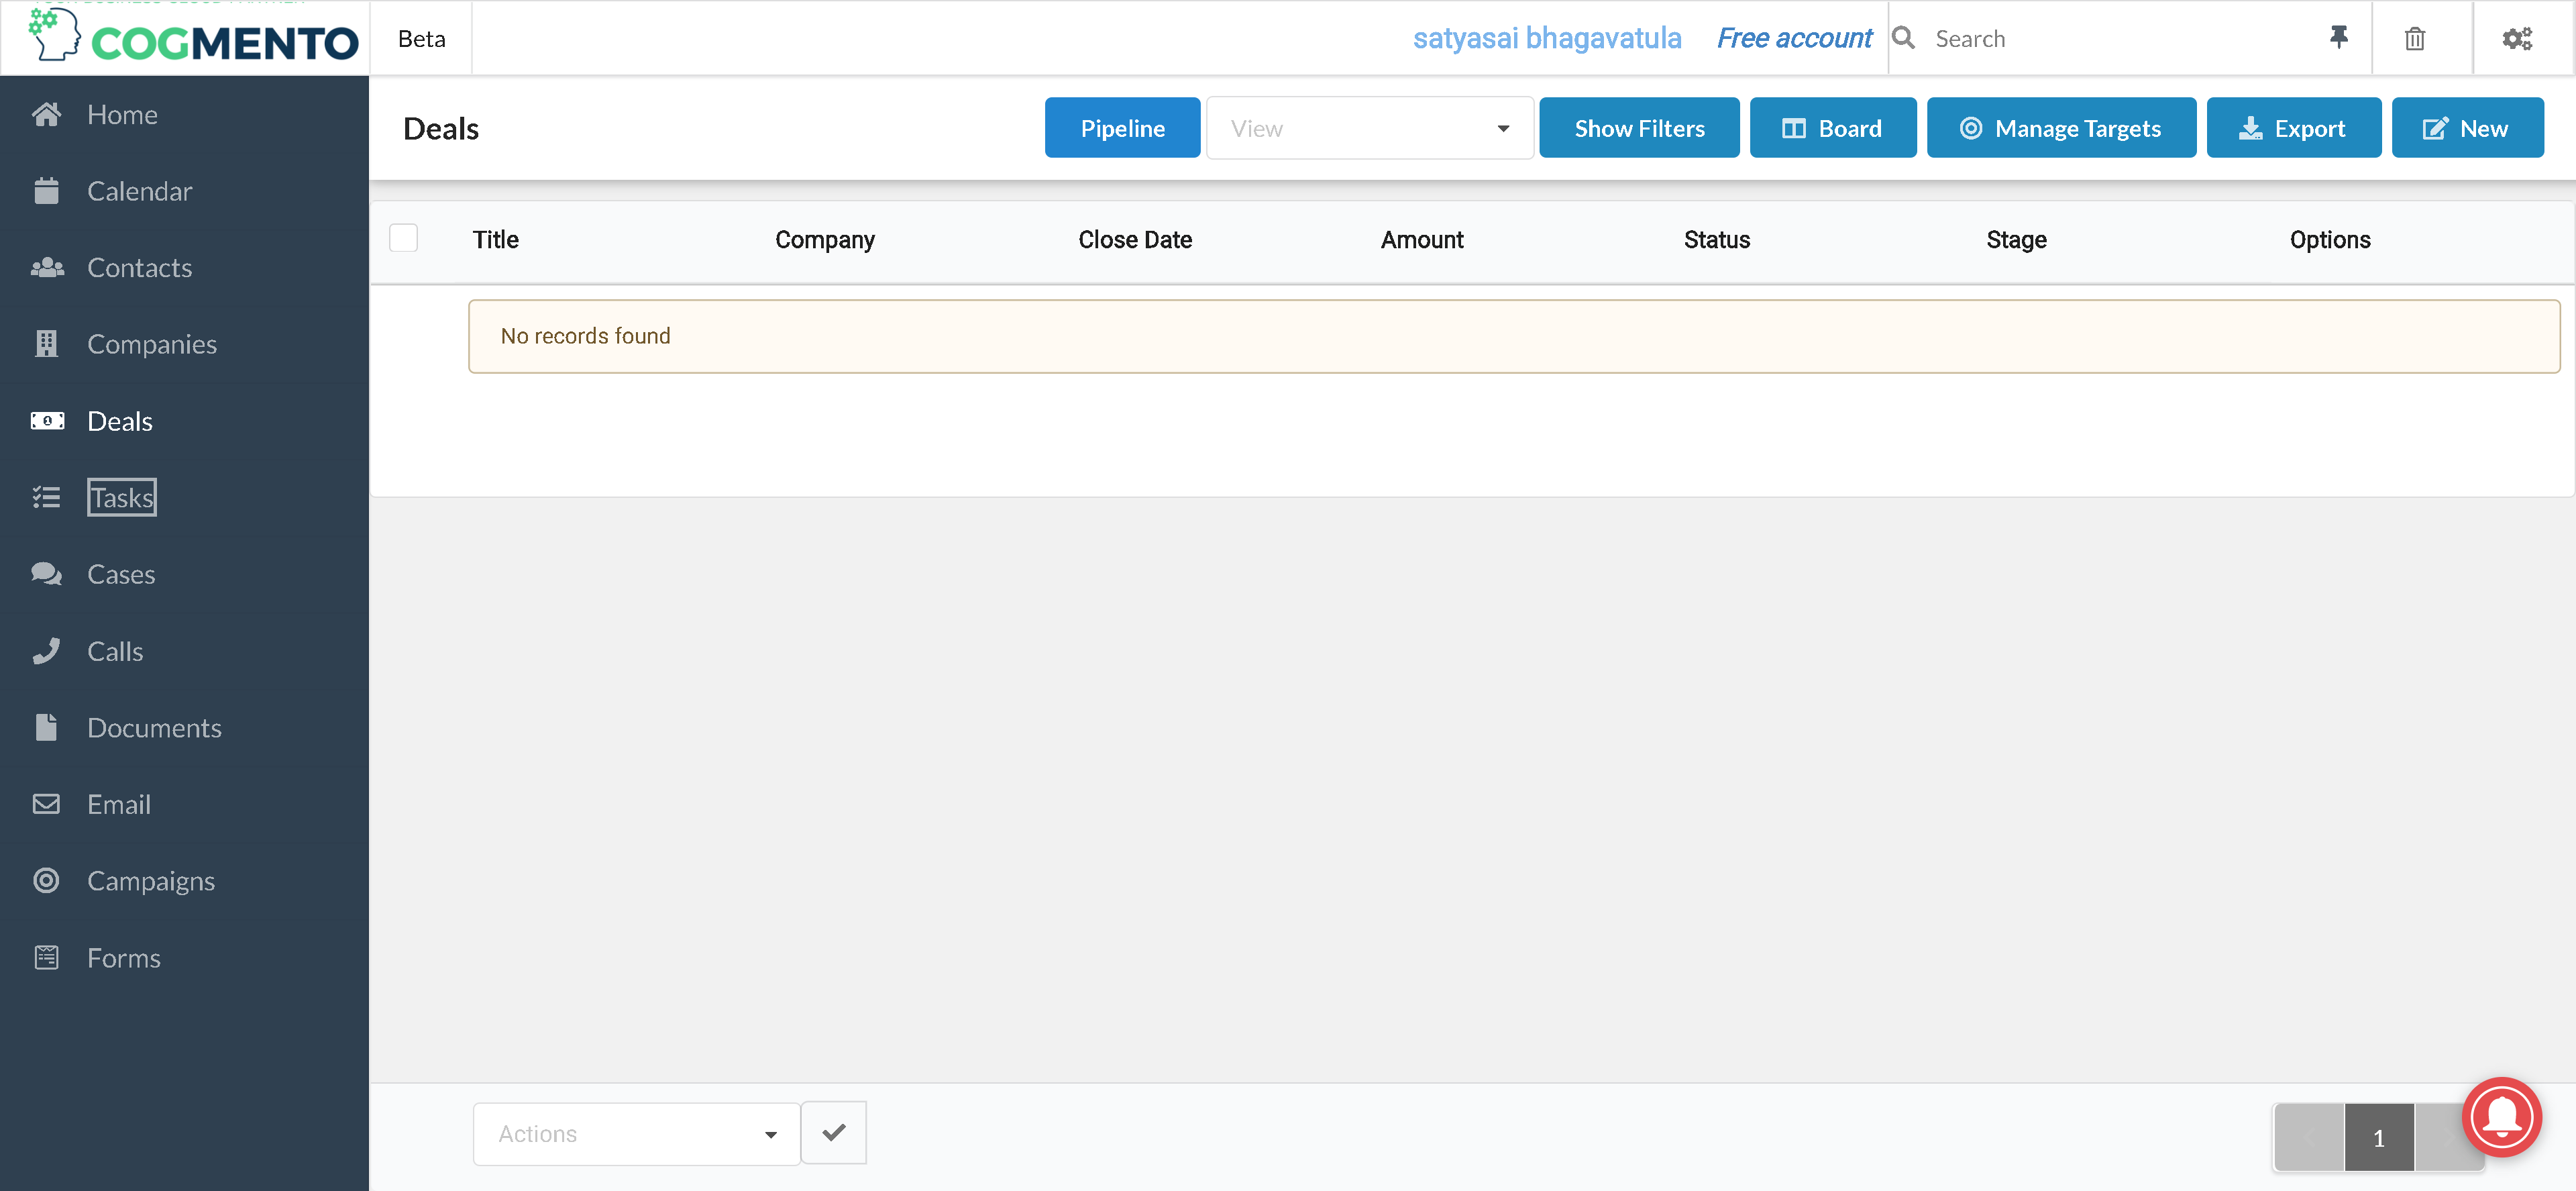 COGMENTO
Beta
satyasai bhagavatula
Free account
Search
Home
Calendar
Contacts
Companies
Deals
Tasks
Cases
Calls
Documents
Email
Campaigns
Forms
Deals
Pipeline
View
Show Filters
Board
Manage Targets
Export
New
Title
Company
Close Date
Amount
Status
Stage
Options
No records found
Actions
1